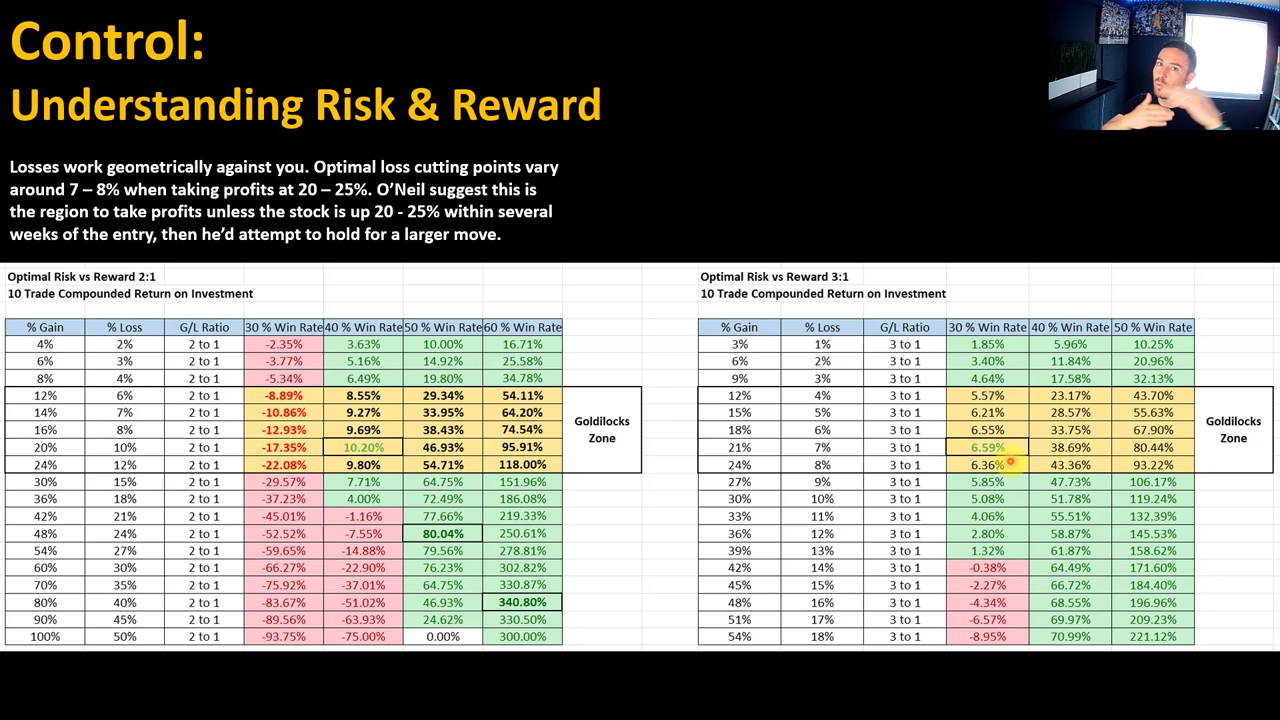 Control:
Understanding Risk & Reward
Losses work geometrically against you. Optimal loss cutting points vary
around 7 – 8% when taking profits at 20 – 25%. O'Neil suggest this is
the region to take profits unless the stock is up 20 - 25% within several
weeks of the entry, then he'd attempt to hold for a larger move.
Optimal Risk vs Reward 2:1
10 Trade Compounded Return on Investment
% Gain % Loss G/L Ratio 30 % Win Rate 40 % Win Rate 50 % Win Rate 60 % Win Rate
4% 2% 2 to 1 -2.35% 3.63% 10.00% 16.71%
6% 3% 2 to 1 -3.77% 5.16% 14.92% 25.58%
8% 4% 2 to 1 -5.34% 6.49% 19.80% 34.78%
12% 6% 2 to 1 -8.89% 8.55% 29.34% 54.11%
14% 7% 2 to 1 -10.86% 9.27% 33.95% 64.20%
16% 8% 2 to 1 -12.93% 9.69% 38.43% 74.54%
20% 10% 2 to 1 -17.35% 10.20% 46.93% 95.91%
24% 12% 2 to 1 -22.08% 9.80% 54.71% 118.00%
30% 15% 2 to 1 -29.57% 7.71% 64.75% 151.96%
36% 18% 2 to 1 -37.23% 4.00% 72.49% 186.08%
42% 21% 2 to 1 -45.01% -1.16% 77.66% 219.33%
48% 24% 2 to 1 -52.52% -7.55% 80.04% 250.61%
54% 27% 2 to 1 -59.65% -14.88% 79.56% 278.81%
60% 30% 2 to 1 -66.27% -22.90% 76.23% 302.82%
70% 35% 2 to 1 -75.92% -37.01% 64.75% 330.87%
80% 40% 2 to 1 -83.67% -51.02% 46.93% 340.80%
90% 45% 2 to 1 -89.56% -63.93% 24.62% 330.50%
100% 50% 2 to 1 -93.75% -75.00% 0.00% 300.00%
Goldilocks
Zone
Optimal Risk vs Reward 3:1
10 Trade Compounded Return on Investment
% Gain % Loss G/L Ratio 30 % Win Rate 40 % Win Rate 50 % Win Rate
3% 1% 3 to 1 1.85% 5.96% 10.25%
6% 2% 3 to 1 3.40% 11.84% 20.96%
9% 3% 3 to 1 4.64% 17.58% 32.13%
12% 4% 3 to 1 5.57% 23.17% 43.70%
15% 5% 3 to 1 6.21% 28.57% 55.63%
18% 6% 3 to 1 6.55% 33.75% 67.90%
21% 7% 3 to 1 6.59% 38.69% 80.44%
24% 8% 3 to 1 6.36% 43.36% 93.22%
27% 9% 3 to 1 5.85% 47.73% 106.17%
30% 10% 3 to 1 5.08% 51.78% 119.24%
33% 11% 3 to 1 4.06% 55.51% 132.39%
36% 12% 3 to 1 2.80% 58.87% 145.53%
39% 13% 3 to 1 1.32% 61.87% 158.62%
42% 14% 3 to 1 -0.38% 64.49% 171.60%
45% 15% 3 to 1 -2.27% 66.72% 184.40%
48% 16% 3 to 1 -4.34% 68.55% 196.96%
51% 17% 3 to 1 -6.57% 69.97% 209.23%
54% 18% 3 to 1 -8.95% 70.99% 221.12%
Goldilocks
Zone